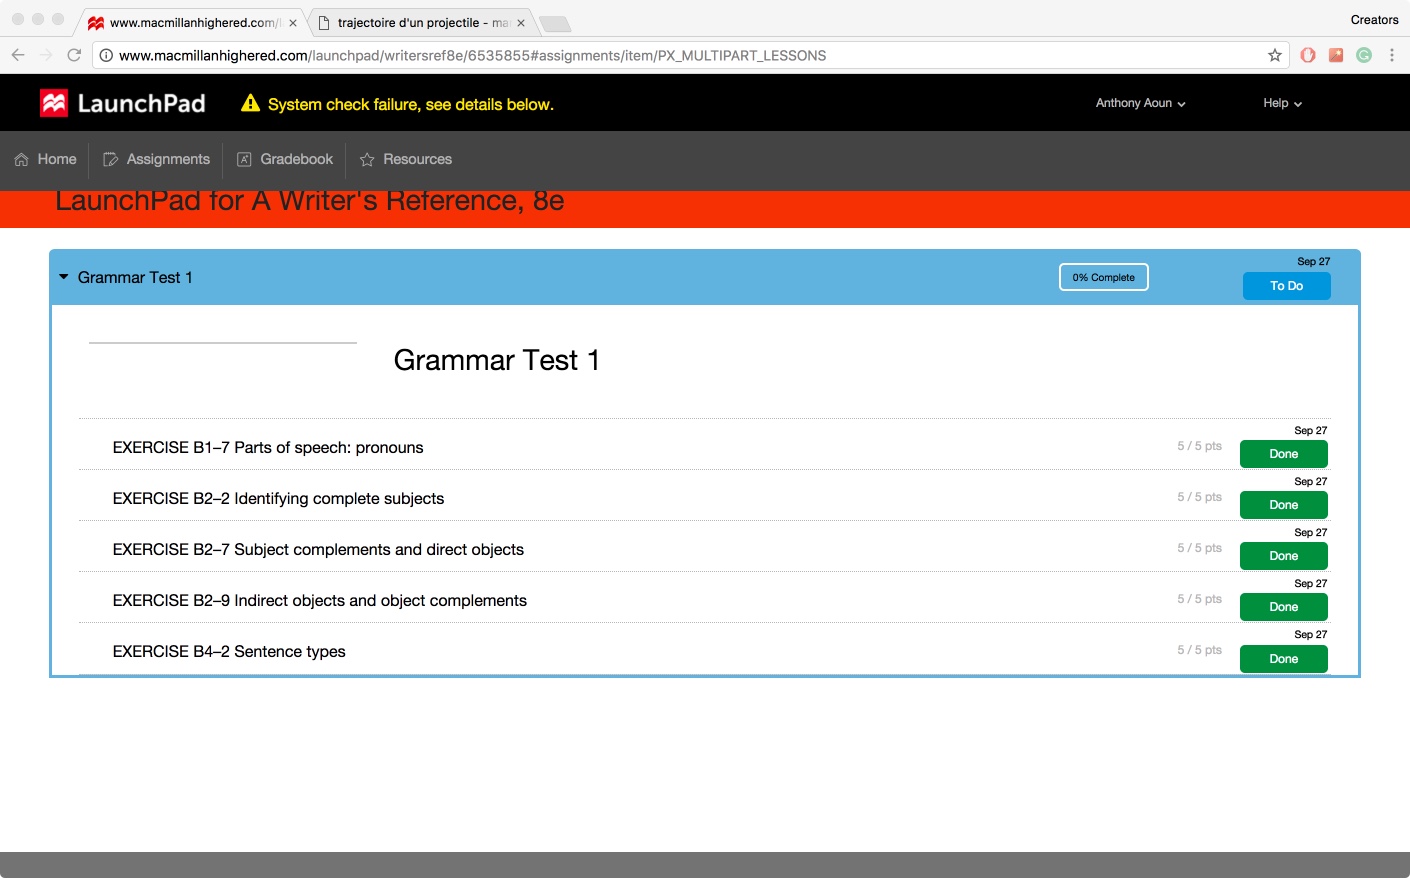 www.macmillanhighered.com/l
trajectoire d'un projectile - ma
Creators
www.macmillanhighered.com/launchpad/writersref8e/6535855#assignments/item/PX_MULTIPART_LESSONS
LaunchPad
System check failure, see details below.
Anthony Aoun
Help
Home
Assignments
Gradebook
Resources
LaunchPad for A Writer's Reference, 8e
Grammar Test 1
0% Complete
Sep 27
To Do
Grammar Test 1
EXERCISE B1–7 Parts of speech: pronouns
5 / 5 pts
Sep 27
Done
EXERCISE B2–2 Identifying complete subjects
5 / 5 pts
Sep 27
Done
EXERCISE B2–7 Subject complements and direct objects
5 / 5 pts
Sep 27
Done
EXERCISE B2–9 Indirect objects and object complements
5 / 5 pts
Sep 27
Done
EXERCISE B4–2 Sentence types
5 / 5 pts
Sep 27
Done